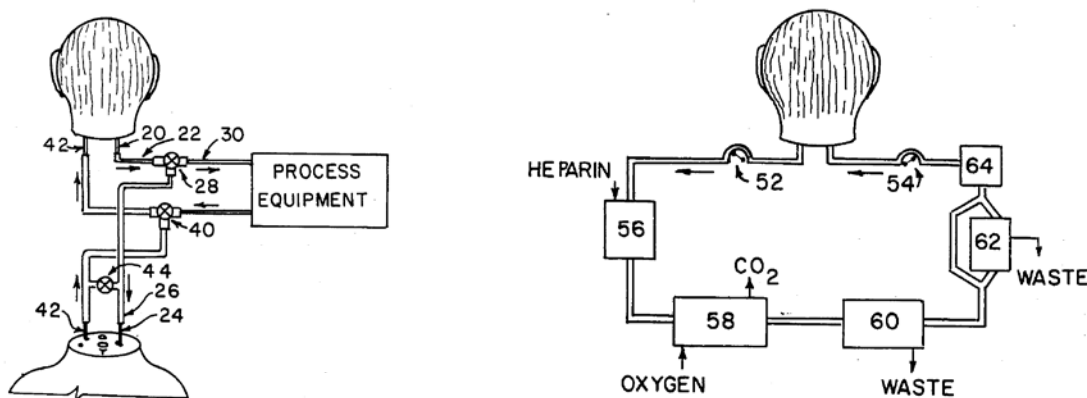 42
20
22
30
28
PROCESS
EQUIPMENT
40
44
26
42
24
HEPARIN
52
54
64
56
62
WASTE
CO2
58
60
OXYGEN
WASTE